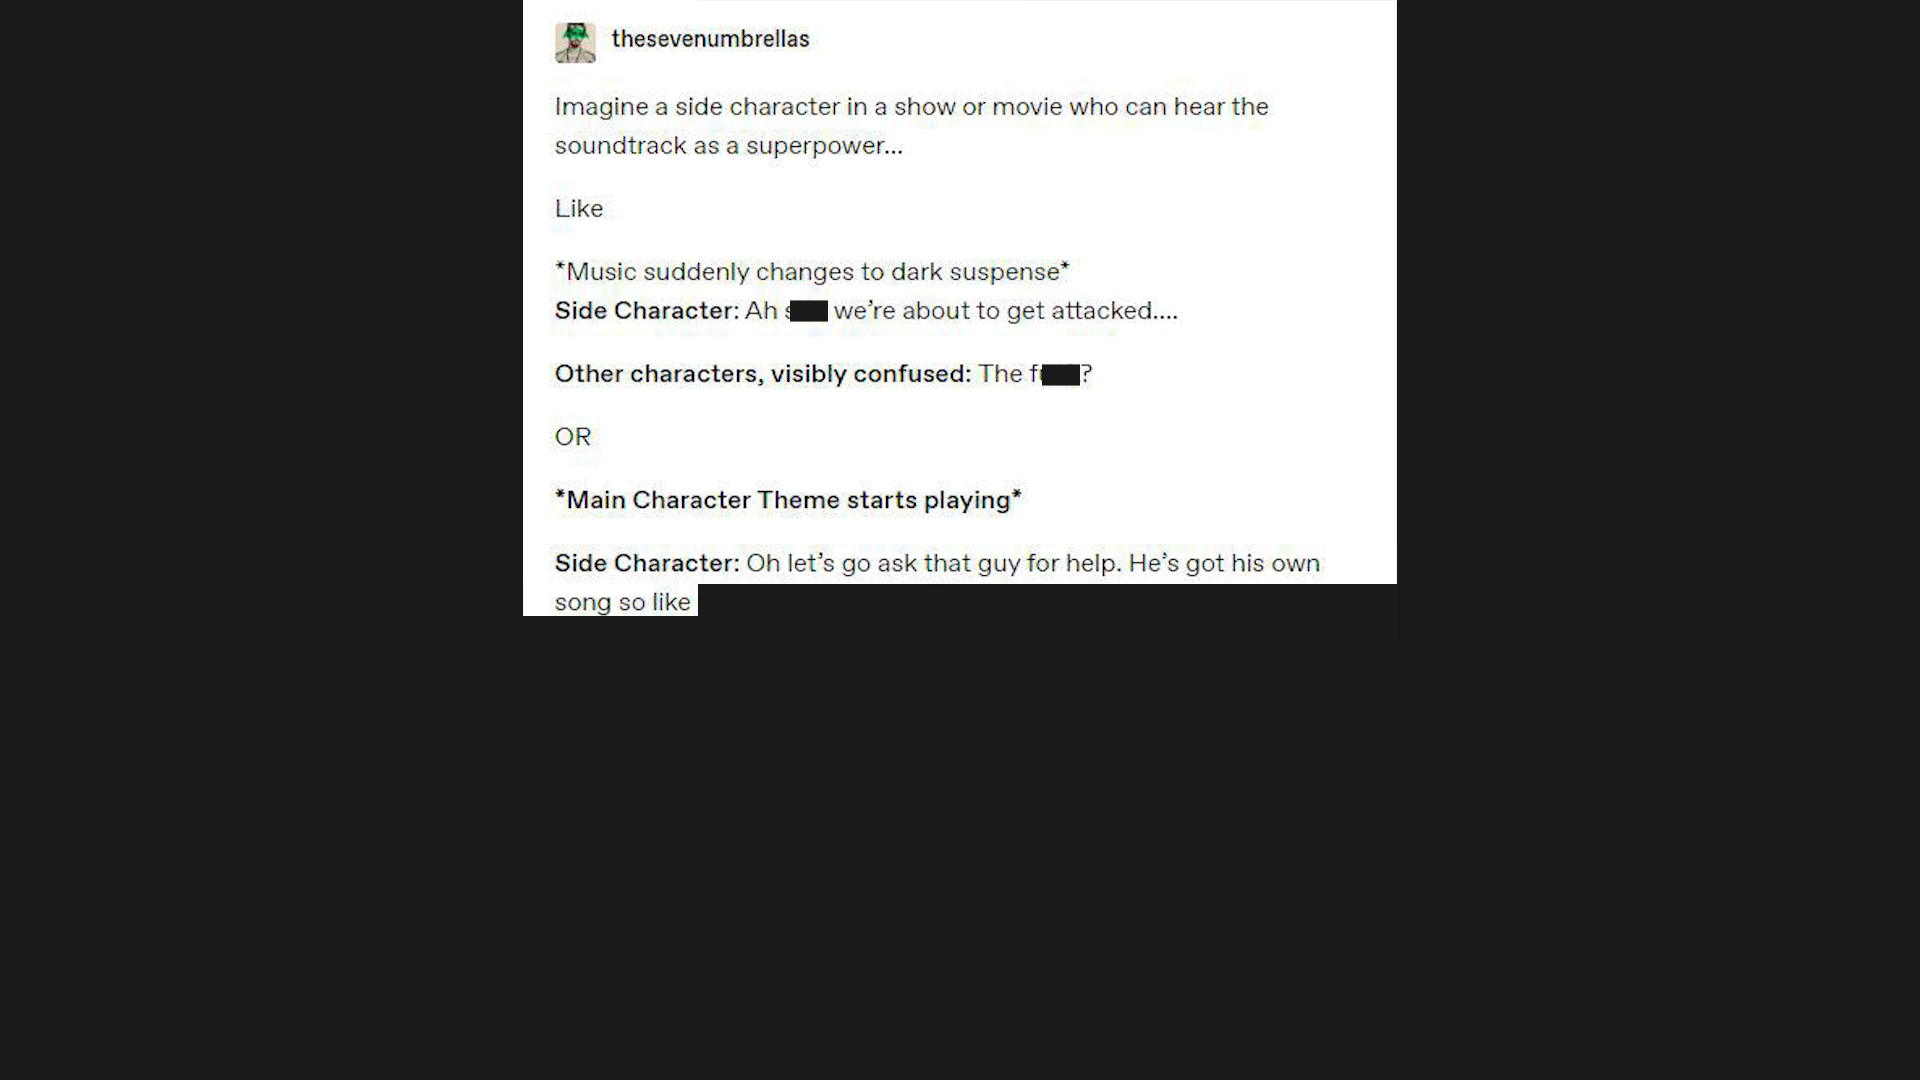 thesevenumbrellas
Imagine a side character in a show or movie who can hear the
soundtrack as a superpower...
Like
*Music suddenly changes to dark suspense*
Side Character: Ah we’re about to get attacked....
Other characters, visibly confused: The ?
OR
*Main Character Theme starts playing*
Side Character: Oh let’s go ask that guy for help. He’s got his own
song so like